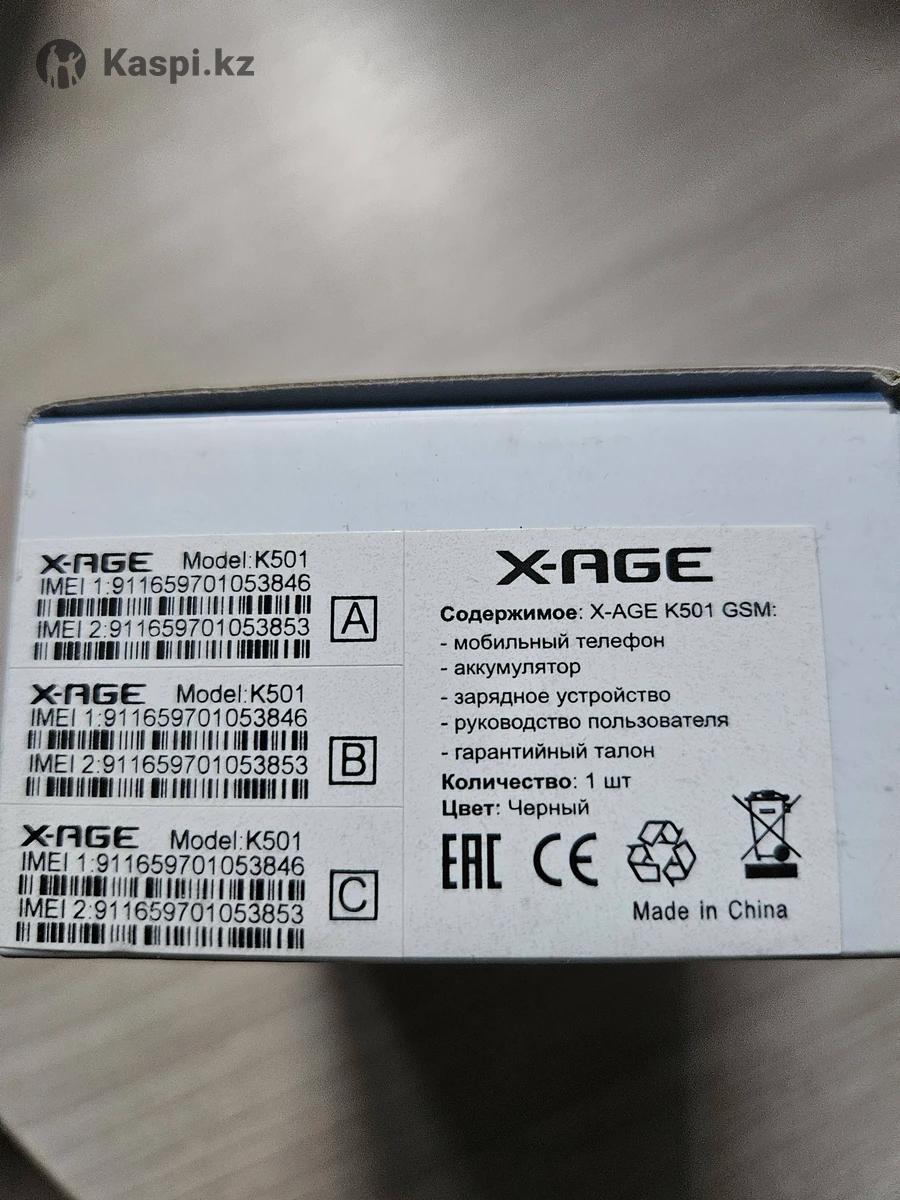 Kaspi.kz
X-AGE Model:K501
IMEI 1:911659701053846
IMEI 2:911659701053853
A
X-AGE Model:K501
IMEI 1:911659701053846
IMEI 2:911659701053853
B
X-AGE Model:K501
IMEI 1:911659701053846
IMEI 2:911659701053853
C
X-AGE
Содержимое: X-AGE K501 GSM:
- мобильный телефон
- аккумулятор
- зарядное устройство
- руководство пользователя
- гарантийный талон
Количество: 1 шт
Цвет: Черный
EAC CE
Made in China